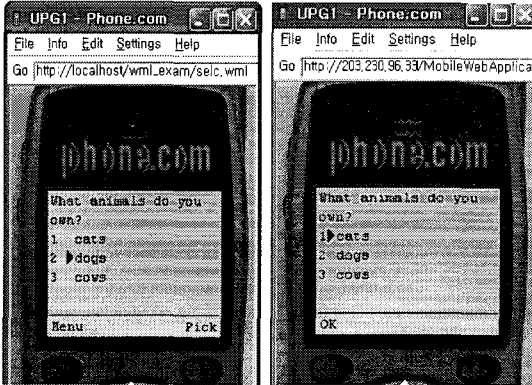 UPG1 - Phone.com
File Info Edit Settings Help
Go http://localhost/wml_exam/selc.wml
phone.com
What animals do you
own?
1 cats
2 dogs
3 cows
Menu Pick
UPG1 - Phone.com
File Info Edit Settings Help
Go http://203,230,96,33/MobileWebApplica
phone.com
What animals do you
own?
1 cats
2 dogs
3 cows
OK